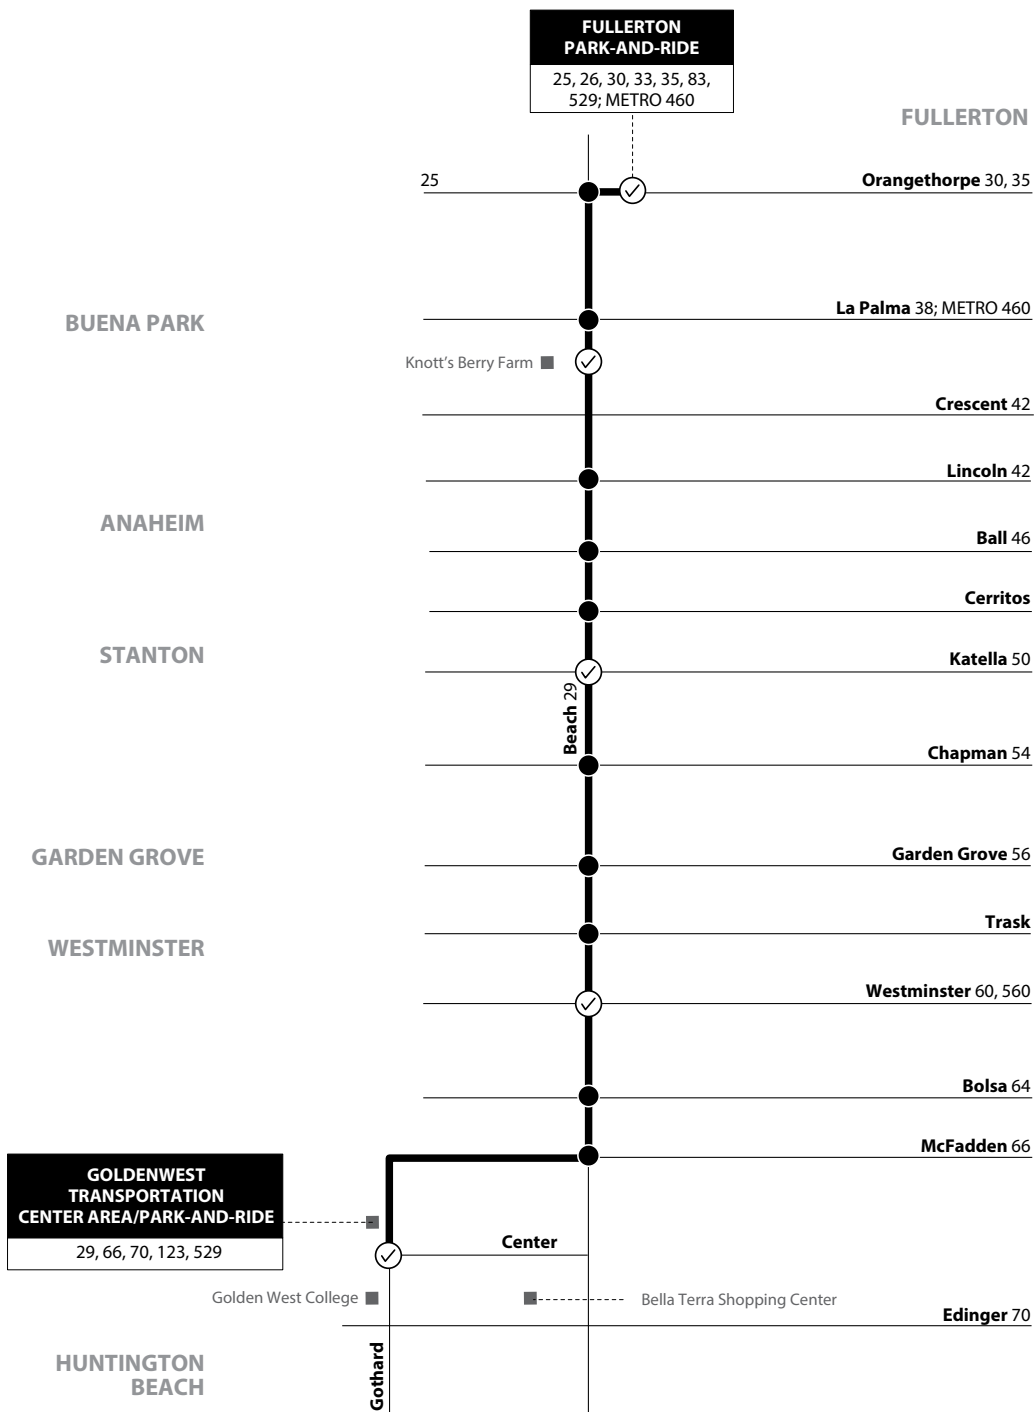 FULLERTON
PARK-AND-RIDE
25, 26, 30, 33, 35, 83,
529; METRO 460
FULLERTON
25
Orangethorpe 30, 35
La Palma 38; METRO 460
BUENA PARK
Knott’s Berry Farm
Crescent 42
Lincoln 42
ANAHEIM
Ball 46
Cerritos
STANTON
Katella 50
Beach 29
Chapman 54
GARDEN GROVE
Garden Grove 56
Trask
WESTMINSTER
Westminster 60, 560
Bolsa 64
McFadden 66
GOLDENWEST
TRANSPORTATION
CENTER AREA/PARK-AND-RIDE
29, 66, 70, 123, 529
Center
Golden West College
Bella Terra Shopping Center
Edinger 70
Gothard
HUNTINGTON
BEACH